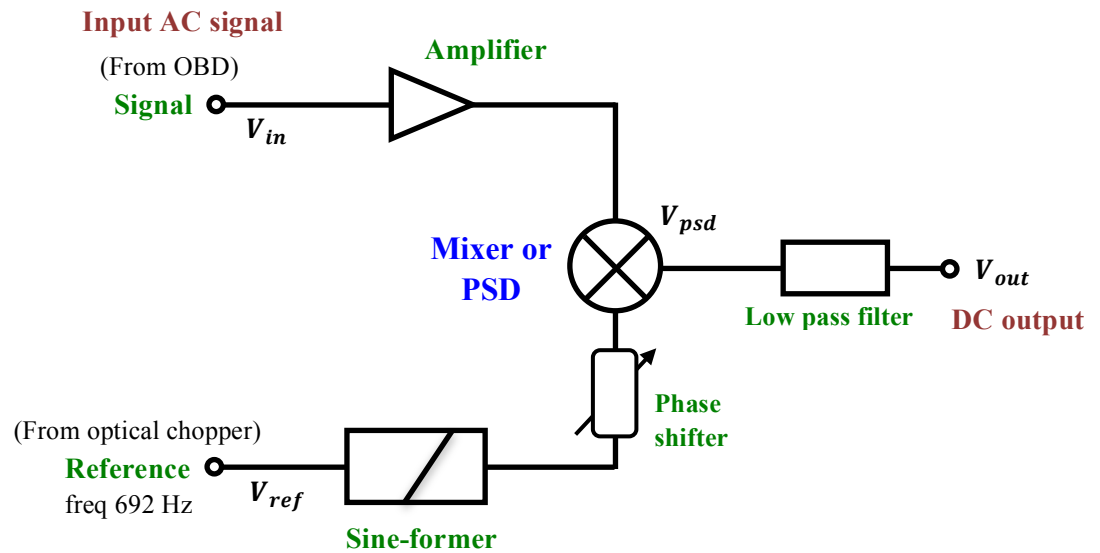 Input AC signal
(From OBD)
Signal
V_in
Amplifier
Mixer or
PSD
V_psd
V_out
Low pass filter
DC output
Phase
shifter
(From optical chopper)
Reference
freq 692 Hz
V_ref
Sine-former